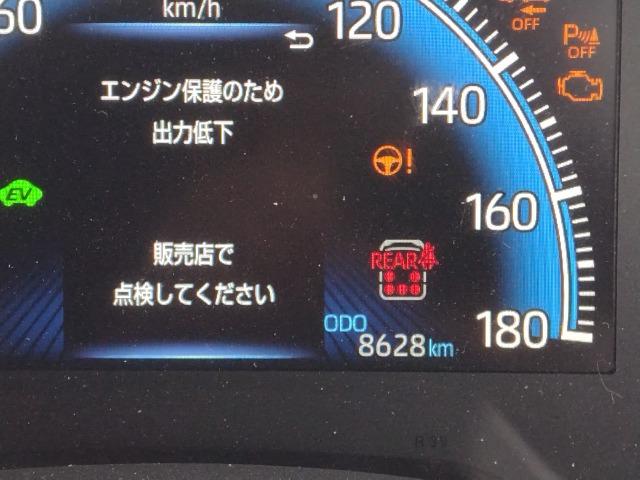 60
km/h
120
OFF
P
OFF
エンジン保護のため
出力低下
140
!
EV
160
販売店で
点検してください
REAR
ODO
8628 km
180